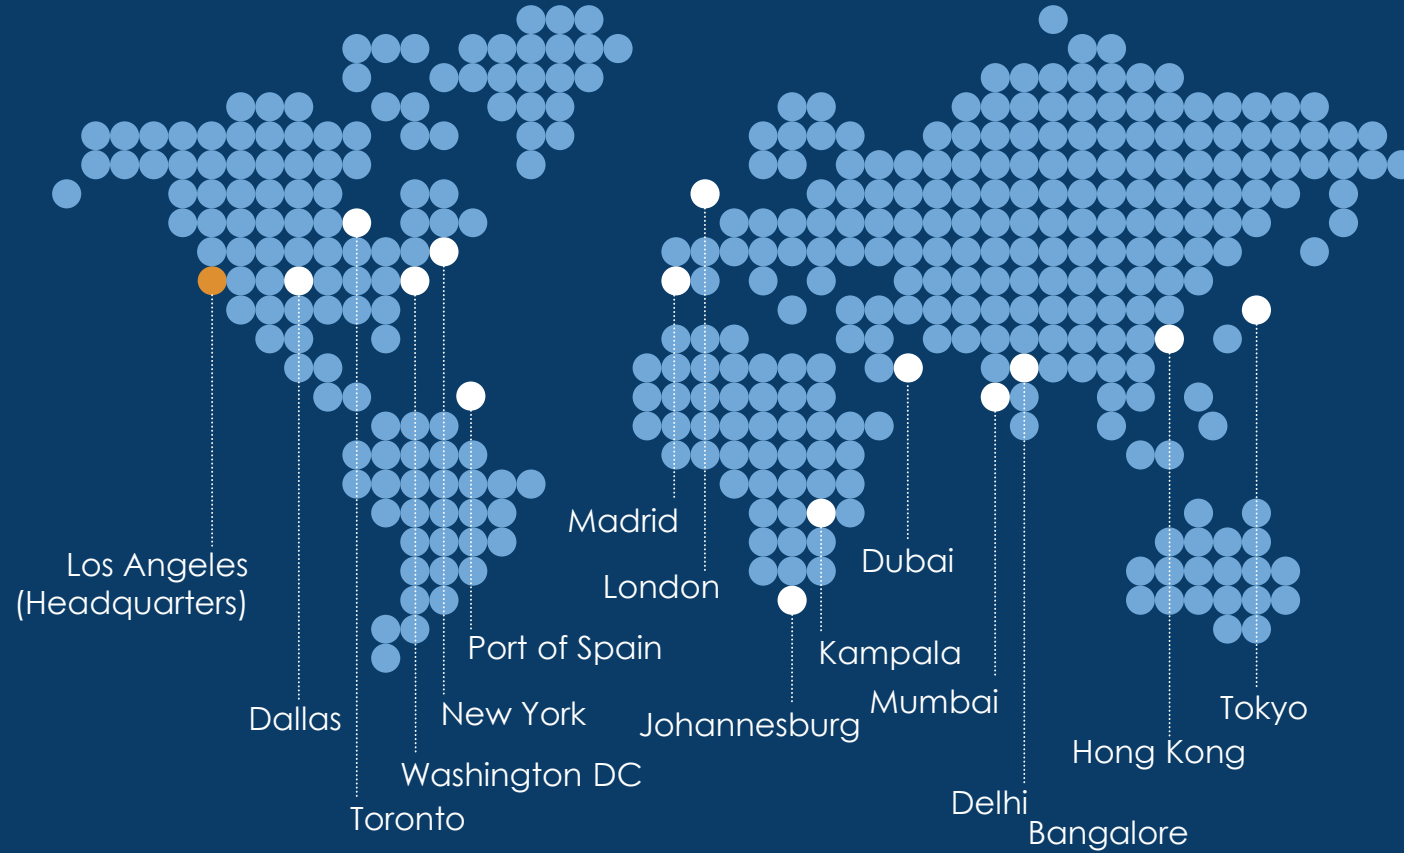 Madrid
Los Angeles
(Headquarters)
Dubai
London
Port of Spain
Kampala
Mumbai
Dallas
New York
Johannesburg
Tokyo
Hong Kong
Washington DC
Toronto
Delhi
Bangalore